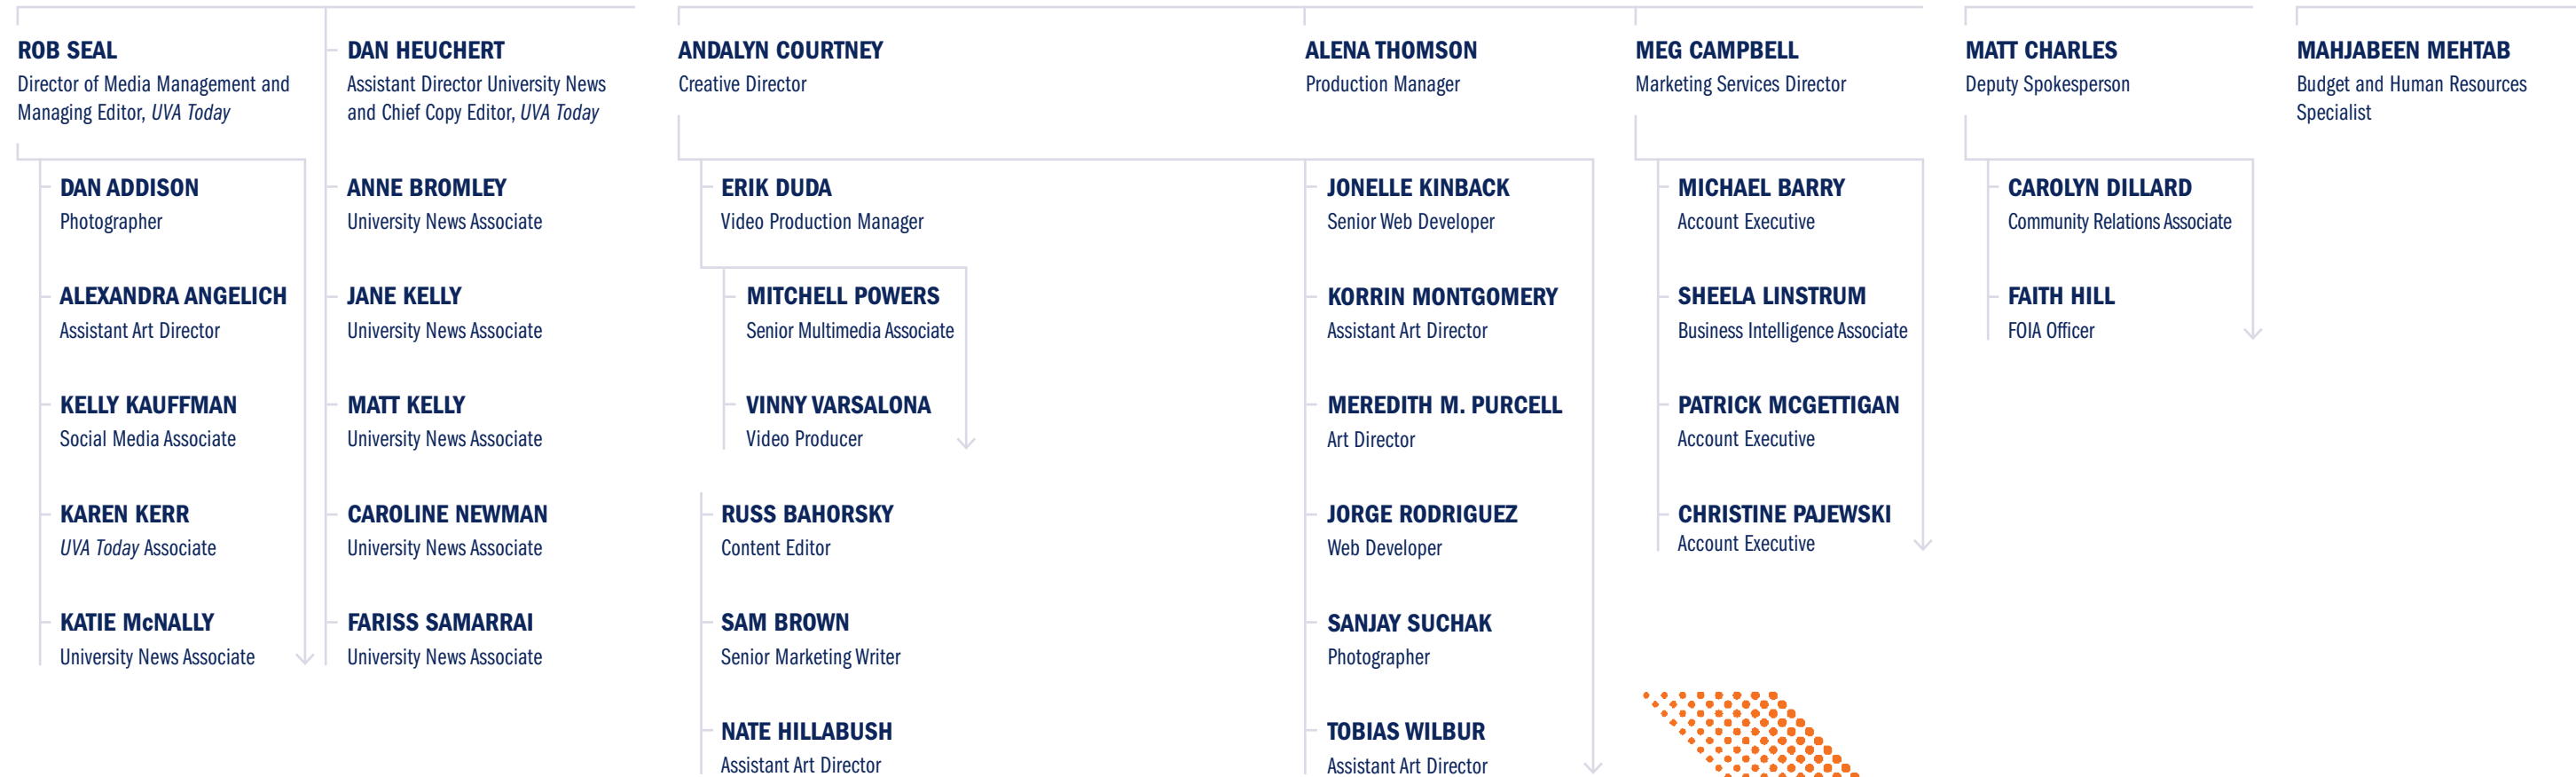 ROB SEAL
Director of Media Management and
Managing Editor, UVA Today
DAN ADDISON
Photographer
ALEXANDRA ANGELICH
Assistant Art Director
KELLY KAUFFMAN
Social Media Associate
KAREN KERR
UVA Today Associate
KATIE McNALLY
University News Associate
DAN HEUCHERT
Assistant Director University News
and Chief Copy Editor, UVA Today
ANNE BROMLEY
University News Associate
JANE KELLY
University News Associate
MATT KELLY
University News Associate
CAROLINE NEWMAN
University News Associate
FARISS SAMARRAI
University News Associate
ANDALYN COURTNEY
Creative Director
ERIK DUDA
Video Production Manager
MITCHELL POWERS
Senior Multimedia Associate
VINNY VARSALONA
Video Producer
RUSS BAHORSKY
Content Editor
SAM BROWN
Senior Marketing Writer
NATE HILLABUSH
Assistant Art Director
ALENA THOMSON
Production Manager
JONELLE KINBACK
Senior Web Developer
KORRIN MONTGOMERY
Assistant Art Director
MEREDITH M. PURCELL
Art Director
JORGE RODRIGUEZ
Web Developer
SANJAY SUCHAK
Photographer
TOBIAS WILBUR
Assistant Art Director
MEG CAMPBELL
Marketing Services Director
MICHAEL BARRY
Account Executive
SHEELA LINSTRUM
Business Intelligence Associate
PATRICK MCGETTIGAN
Account Executive
CHRISTINE PAJEWSKI
Account Executive
MATT CHARLES
Deputy Spokesperson
CAROLYN DILLARD
Community Relations Associate
FAITH HILL
FOIA Officer
MAHJABEEN MEHTAB
Budget and Human Resources
Specialist